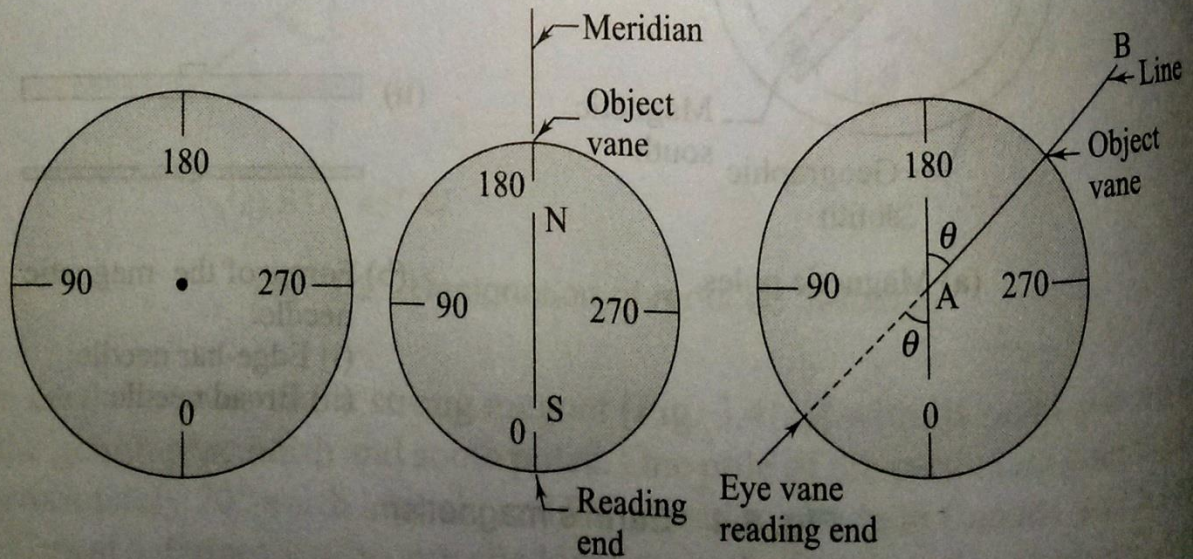 180
90
270
0
Meridian
Object
vane
180
N
90
270
S
0
Reading
end
B
Line
Object
vane
180
θ
90
A
270
θ
0
Eye vane
reading end